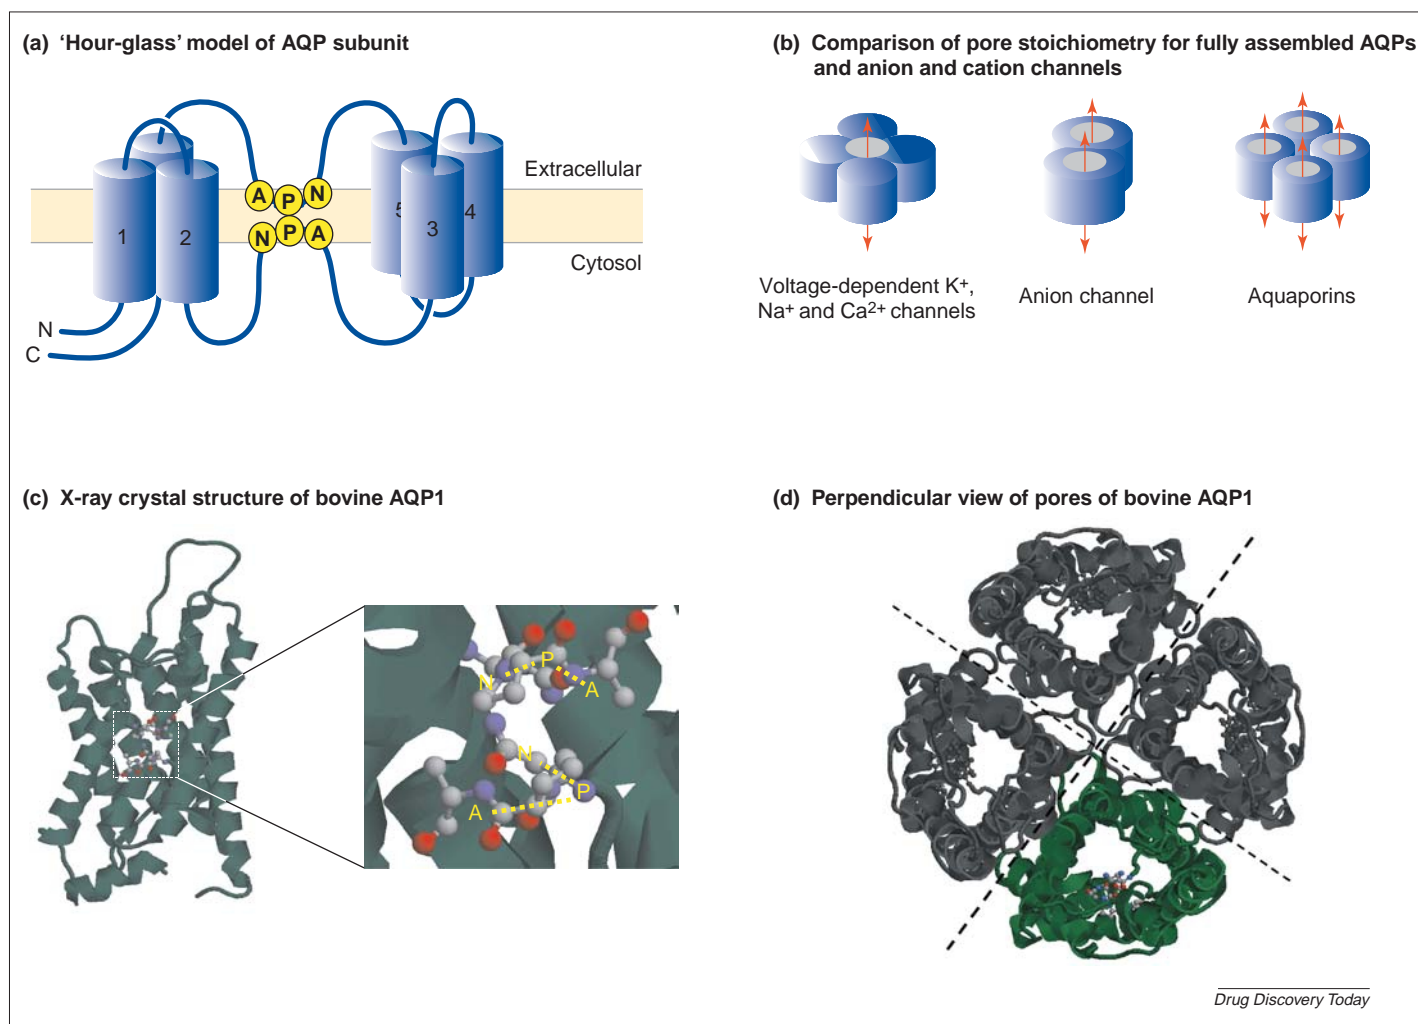 (a) ‘Hour-glass’ model of AQP subunit
A P N
Extracellular
1 2 5 3 4
N P A
Cytosol
N
C
(b) Comparison of pore stoichiometry for fully assembled AQPs
and anion and cation channels
Voltage-dependent K+,
Na+ and Ca2+ channels
Anion channel
Aquaporins
(c) X-ray crystal structure of bovine AQP1
N P A
N P
A
(d) Perpendicular view of pores of bovine AQP1
Drug Discovery Today